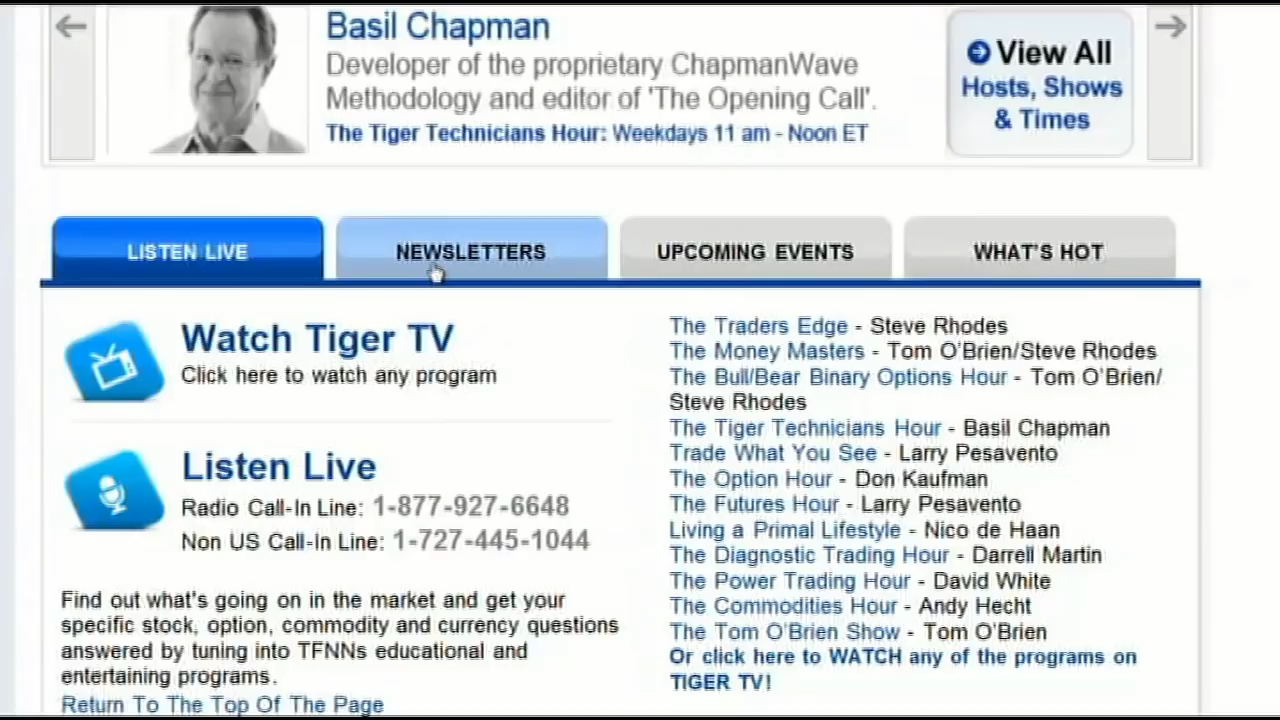 Basil Chapman
Developer of the proprietary ChapmanWave
Methodology and editor of 'The Opening Call'.
The Tiger Technicians Hour: Weekdays 11 am - Noon ET
View All
Hosts, Shows
& Times
LISTEN LIVE
NEWSLETTERS
UPCOMING EVENTS
WHAT'S HOT
Watch Tiger TV
Click here to watch any program
Listen Live
Radio Call-In Line: 1-877-927-6648
Non US Call-In Line: 1-727-445-1044
Find out what's going on in the market and get your
specific stock, option, commodity and currency questions
answered by tuning into TFNNs educational and
entertaining programs.
Return To The Top Of The Page
The Traders Edge - Steve Rhodes
The Money Masters - Tom O'Brien/Steve Rhodes
The Bull/Bear Binary Options Hour - Tom O'Brien/
Steve Rhodes
The Tiger Technicians Hour - Basil Chapman
Trade What You See - Larry Pesavento
The Option Hour - Don Kaufman
The Futures Hour - Larry Pesavento
Living a Primal Lifestyle - Nico de Haan
The Diagnostic Trading Hour - Darrell Martin
The Power Trading Hour - David White
The Commodities Hour - Andy Hecht
The Tom O'Brien Show - Tom O'Brien
Or click here to WATCH any of the programs on
TIGER TV!